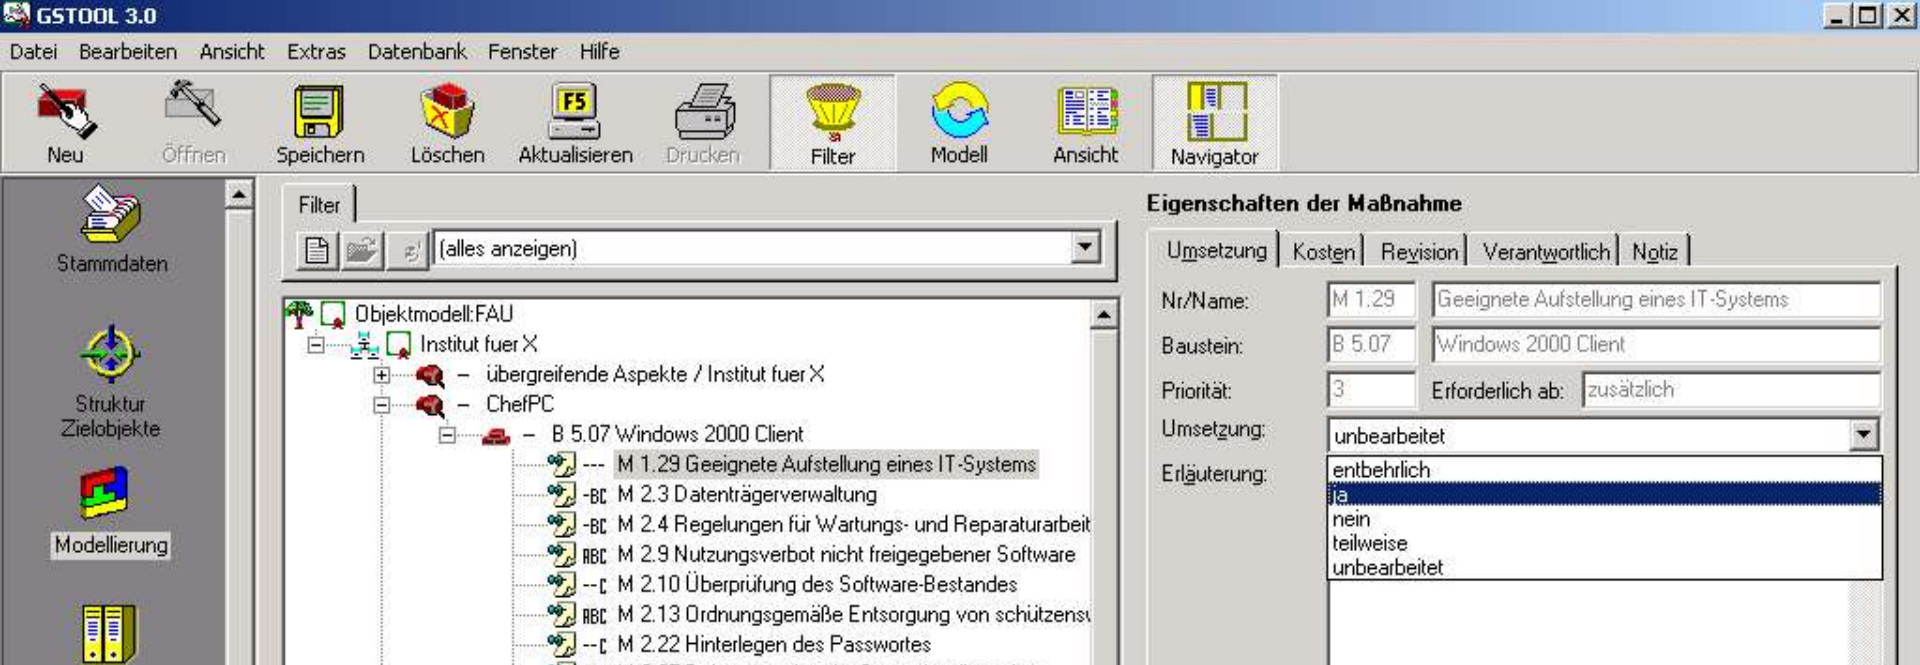 GSTOOL 3.0
Datei Bearbeiten Ansicht Extras Datenbank Fenster Hilfe
Neu Öffnen Speichern Löschen F5 Aktualisieren Drucken Filter Modell Ansicht Navigator
Stammdaten
Struktur
Zielobjekte
Modellierung
Filter
(alles anzeigen)
Objektmodell:FAU
Institut fuer X
– übergreifende Aspekte / Institut fuer X
– ChefPC
– B 5.07 Windows 2000 Client
--- M 1.29 Geeignete Aufstellung eines IT-Systems
-BC M 2.3 Datenträgerverwaltung
-BC M 2.4 Regelungen für Wartungs- und Reparaturarbeit
ABC M 2.9 Nutzungsverbot nicht freigegebener Software
--C M 2.10 Überprüfung des Software-Bestandes
ABC M 2.13 Ordnungsgemäße Entsorgung von
--C M 2.22 Hinterlegen des Passwortes
Eigenschaften der Maßnahme
Umsetzung Kosten Revision Verantwortlich Notiz
Nr/Name: M 1.29 Geeignete Aufstellung eines IT-Systems
Baustein: B 5.07 Windows 2000 Client
Priorität: 3 Erforderlich ab: zusätzlich
Umsetzung: unbearbeitet
Erläuterung:
entbehrlich
ja
nein
teilweise
unbearbeitet